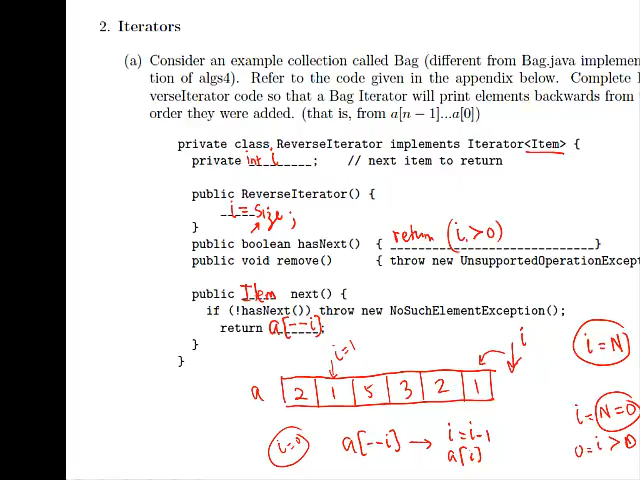 2. Iterators
(a) Consider an example collection called Bag (different from Bag.java implemen
tion of algs4). Refer to the code given in the appendix below. Complete
verseIterator code so that a Bag Iterator will print elements backwards from
order they were added. (that is, from a[n − 1]...a[0])
private class ReverseIterator implements Iterator<Item> {
private int i ; // next item to return
public ReverseIterator() {
i = size ;
}
public boolean hasNext() { return (i > 0) }
public void remove() { throw new UnsupportedOperationExcept
public Item next() {
if (!hasNext()) throw new NoSuchElementException();
return a[--i];
}
}
i=1
i
i = N
a 2 1 5 3 2 1
i = N=0
i=0 a[--i] → i = i-1
a[i]
0 = i > 0